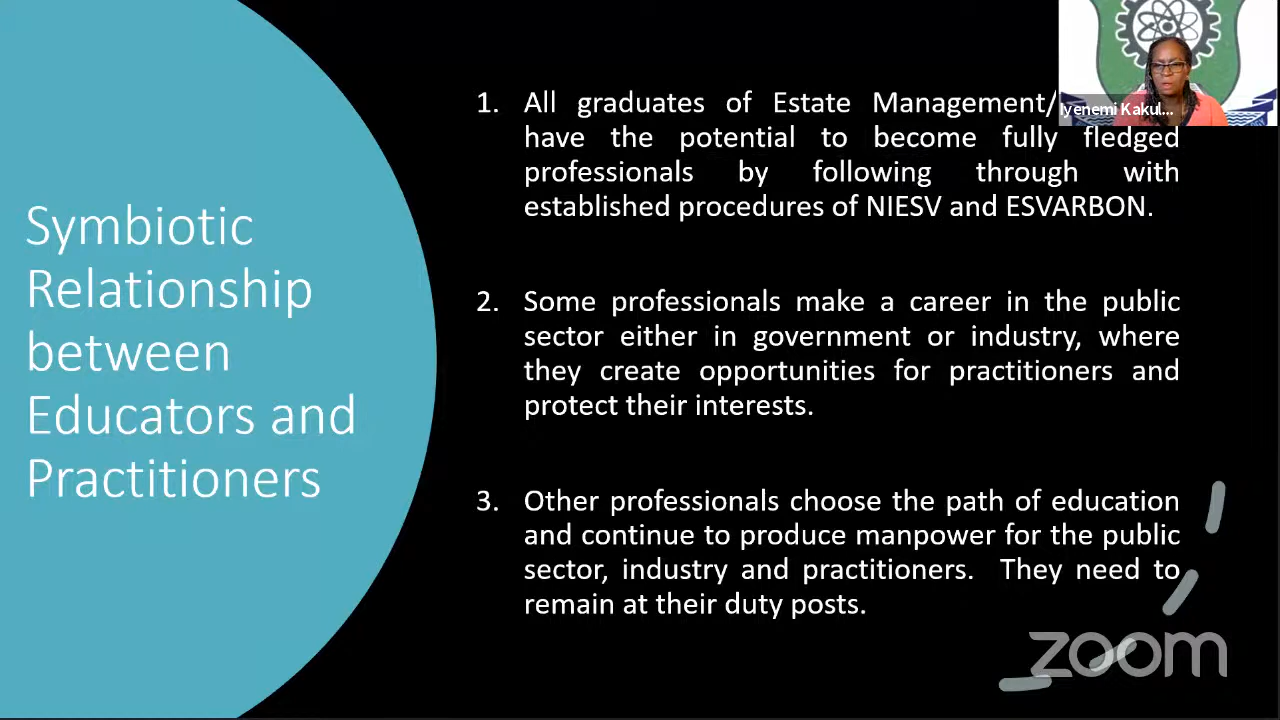 Symbiotic
Relationship
between
Educators and
Practitioners
1. All graduates of Estate Management/
have the potential to become fully fledged
professionals by following through with
established procedures of NIESV and ESVARBON.
2. Some professionals make a career in the public
sector either in government or industry, where
they create opportunities for practitioners and
protect their interests.
3. Other professionals choose the path of education
and continue to produce manpower for the public
sector, industry and practitioners. They need to
remain at their duty posts.
Iyenemi Kakul...
zoom